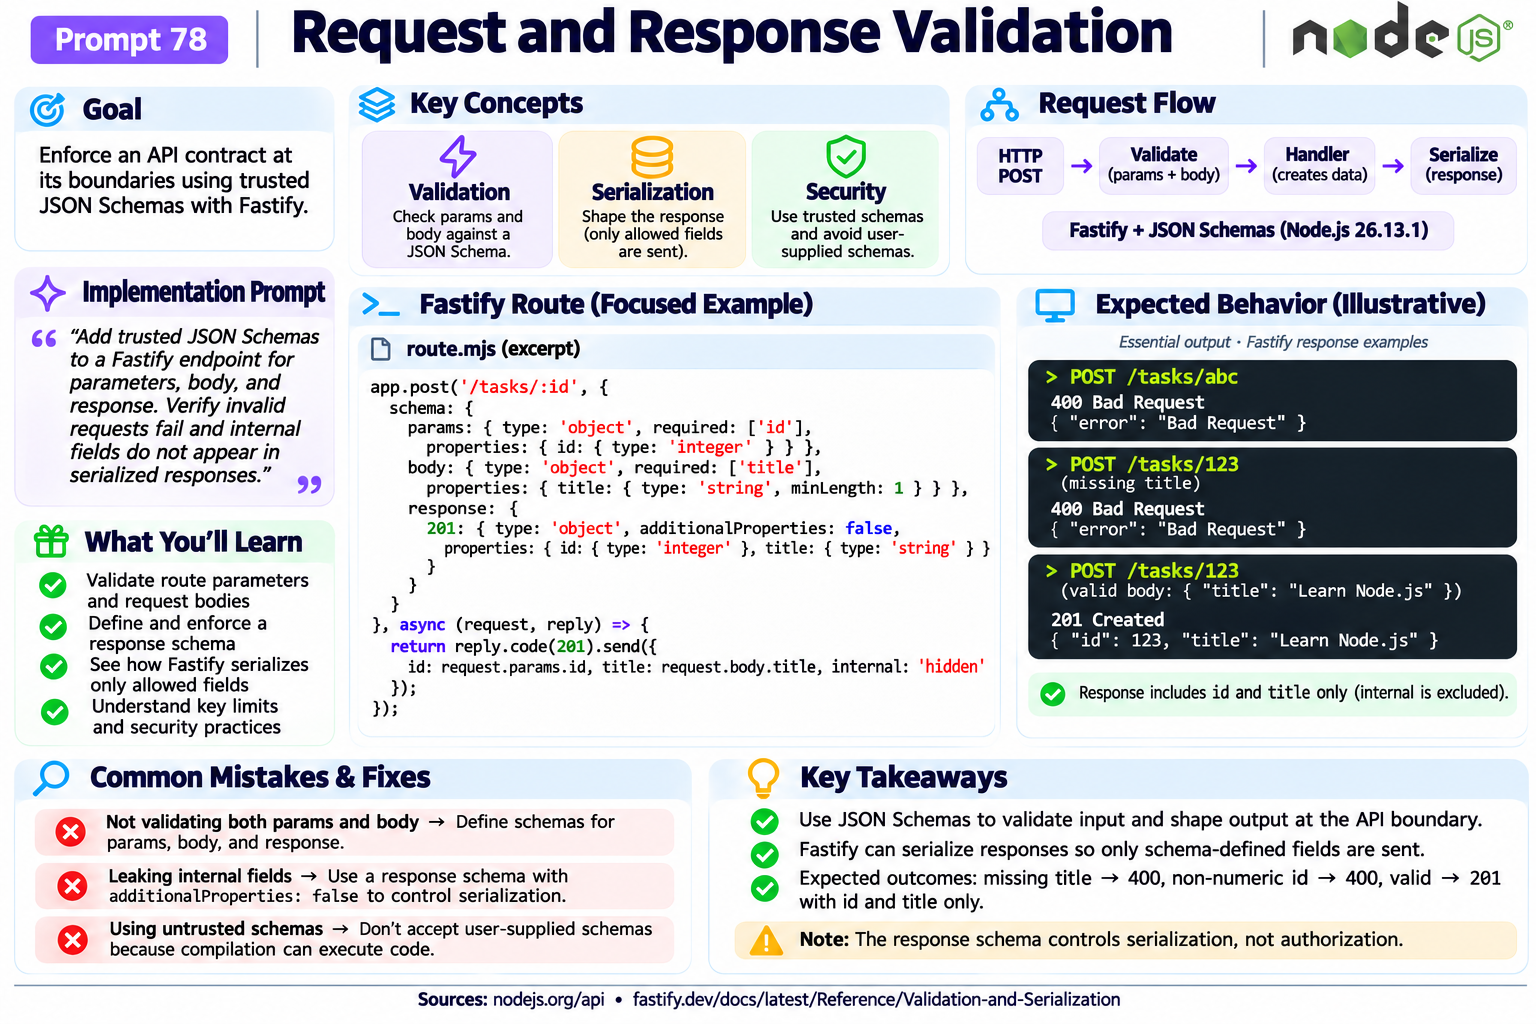 Prompt 78
Request and Response Validation
node
JS®
Goal
Enforce an API contract at
its boundaries using trusted
JSON Schemas with Fastify.
Implementation Prompt
“
“Add trusted JSON Schemas
to a Fastify endpoint for
parameters, body, and
response. Verify invalid
requests fail and internal
fields do not appear in
serialized responses.”
”
What You’ll Learn
Validate route parameters
and request bodies
Define and enforce a
response schema
See how Fastify serializes
only allowed fields
Understand key limits
and security practices
Key Concepts
Validation
Check params and
body against a
JSON Schema.
Serialization
Shape the response
(only allowed fields
are sent).
Security
Use trusted schemas
and avoid user-
supplied schemas.
Request Flow
HTTP
POST
→
Validate
(params + body)
→
Handler
(creates data)
→
Serialize
(response)
Fastify + JSON Schemas (Node.js 26.13.1)
Fastify Route (Focused Example)
route.mjs (excerpt)
app.post('/tasks/:id', {
  schema: {
    params: { type: 'object', required: ['id'],
      properties: { id: { type: 'integer' } } },
    body: { type: 'object', required: ['title'],
      properties: { title: { type: 'string', minLength: 1 } } },
    response: {
      201: { type: 'object', additionalProperties: false,
        properties: { id: { type: 'integer' }, title: { type: 'string' } }
      }
    }
  }
}, async (request, reply) => {
  return reply.code(201).send({
    id: request.params.id, title: request.body.title, internal: 'hidden'
  });
});
Expected Behavior (Illustrative)
Essential output · Fastify response examples
> POST /tasks/abc
400 Bad Request
{ "error": "Bad Request" }
> POST /tasks/123
(missing title)
400 Bad Request
{ "error": "Bad Request" }
> POST /tasks/123
(valid body: { "title": "Learn Node.js" })
201 Created
{ "id": 123, "title": "Learn Node.js" }
Response includes id and title only (internal is excluded).
Common Mistakes & Fixes
Not validating both params and body → Define schemas for
params, body, and response.
Leaking internal fields → Use a response schema with
additionalProperties: false to control serialization.
Using untrusted schemas → Don’t accept user-supplied schemas
because compilation can execute code.
Key Takeaways
Use JSON Schemas to validate input and shape output at the API boundary.
Fastify can serialize responses so only schema-defined fields are sent.
Expected outcomes: missing title → 400, non-numeric id → 400, valid → 201
with id and title only.
Note: The response schema controls serialization, not authorization.
Sources: nodejs.org/api • fastify.dev/docs/latest/Reference/Validation-and-Serialization